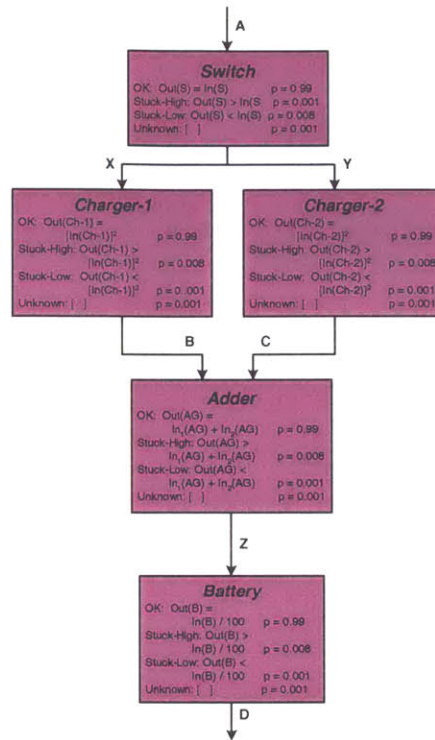 A
Switch
OK: Out(S) = In(S) p = 0.99
Stuck-High: Out(S) > In(S p = 0.001
Stuck-Low: Out(S) < In(S) p = 0.008
Unknown: [ ] p = 0.001
X Y
Charger-1
OK: Out(Ch-1) =
[In(Ch-1)]² p = 0.99
Stuck-High: Out(Ch-1) >
[In(Ch-1)]² p = 0.008
Stuck-Low: Out(Ch-1) <
[In(Ch-1)]² p = 0.001
Unknown: [ ] p = 0.001
Charger-2
OK: Out(Ch-2) =
[In(Ch-2)]² p = 0.99
Stuck-High: Out(Ch-2) >
[In(Ch-2)]² p = 0.008
Stuck-Low: Out(Ch-2) <
[In(Ch-2)]² p = 0.001
Unknown: [ ] p = 0.001
B C
Adder
OK: Out(AG) =
In₁(AG) + In₂(AG) p = 0.99
Stuck-High: Out(AG) >
In₁(AG) + In₂(AG) p = 0.008
Stuck-Low: Out(AG) <
In₁(AG) + In₂(AG) p = 0.001
Unknown: [ ] p = 0.001
Z
Battery
OK: Out(B) =
In(B) / 100 p = 0.99
Stuck-High: Out(B) >
In(B) / 100 p = 0.008
Stuck-Low: Out(B) <
In(B) / 100 p = 0.001
Unknown: [ ] p = 0.001
D